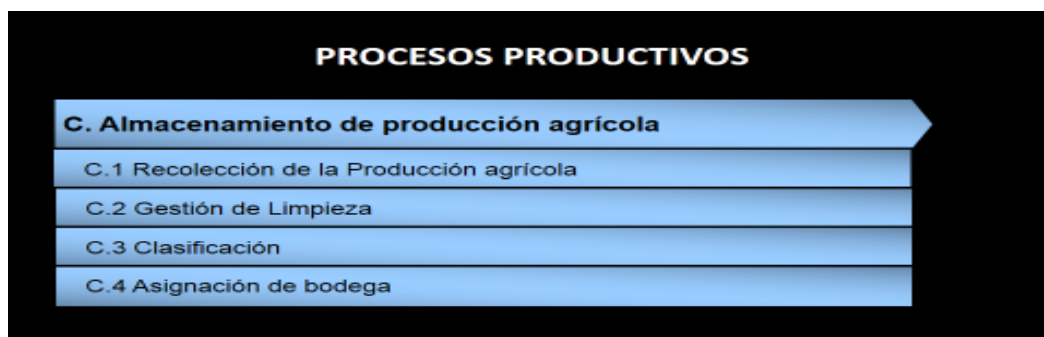 PROCESOS PRODUCTIVOS
C. Almacenamiento de producción agrícola
C.1 Recolección de la Producción agrícola
C.2 Gestión de Limpieza
C.3 Clasificación
C.4 Asignación de bodega